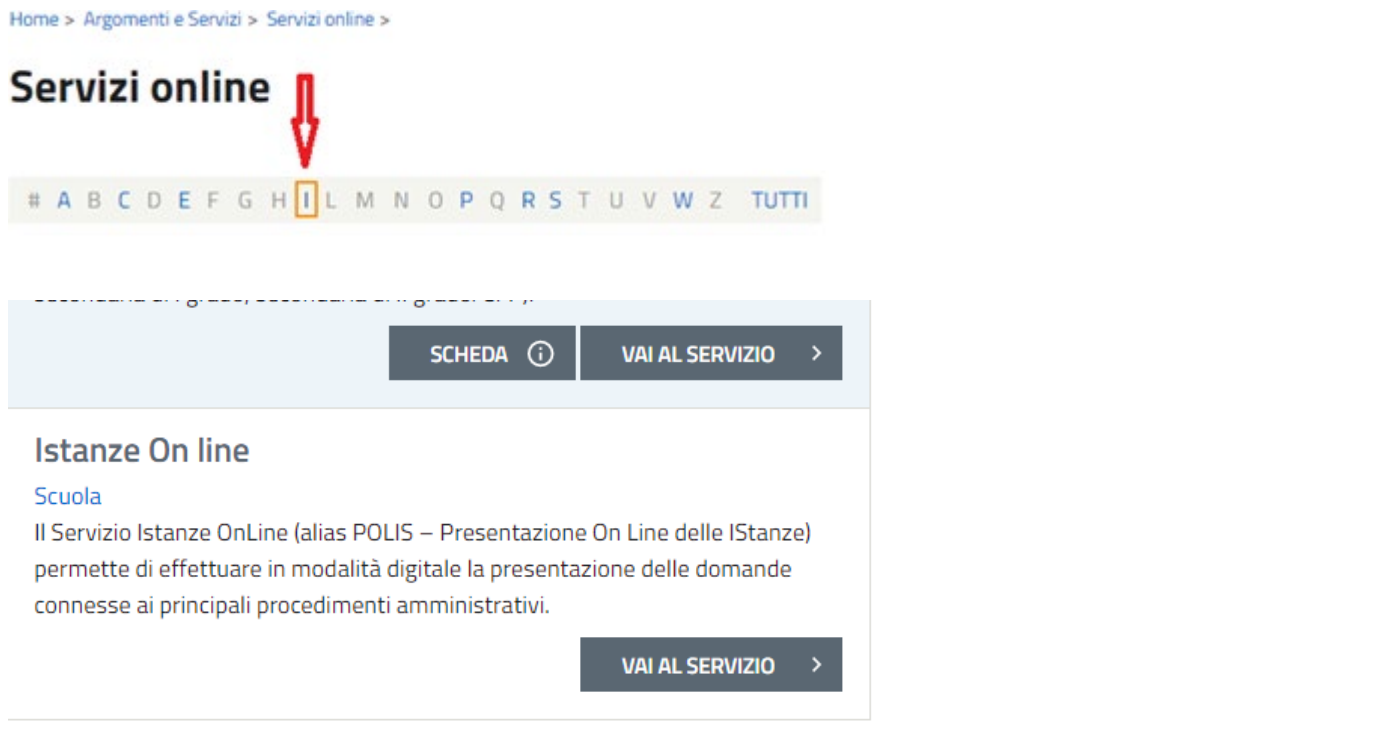 Home > Argomenti e Servizi > Servizi online >
Servizi online
# A B C D E F G H I L M N O P Q R S T U V W Z TUTTI
SCHEDA VAI AL SERVIZIO
Istanze On line
Scuola
Il Servizio Istanze OnLine (alias POLIS – Presentazione On Line delle IStanze)
permette di effettuare in modalità digitale la presentazione delle domande
connesse ai principali procedimenti amministrativi.
VAI AL SERVIZIO